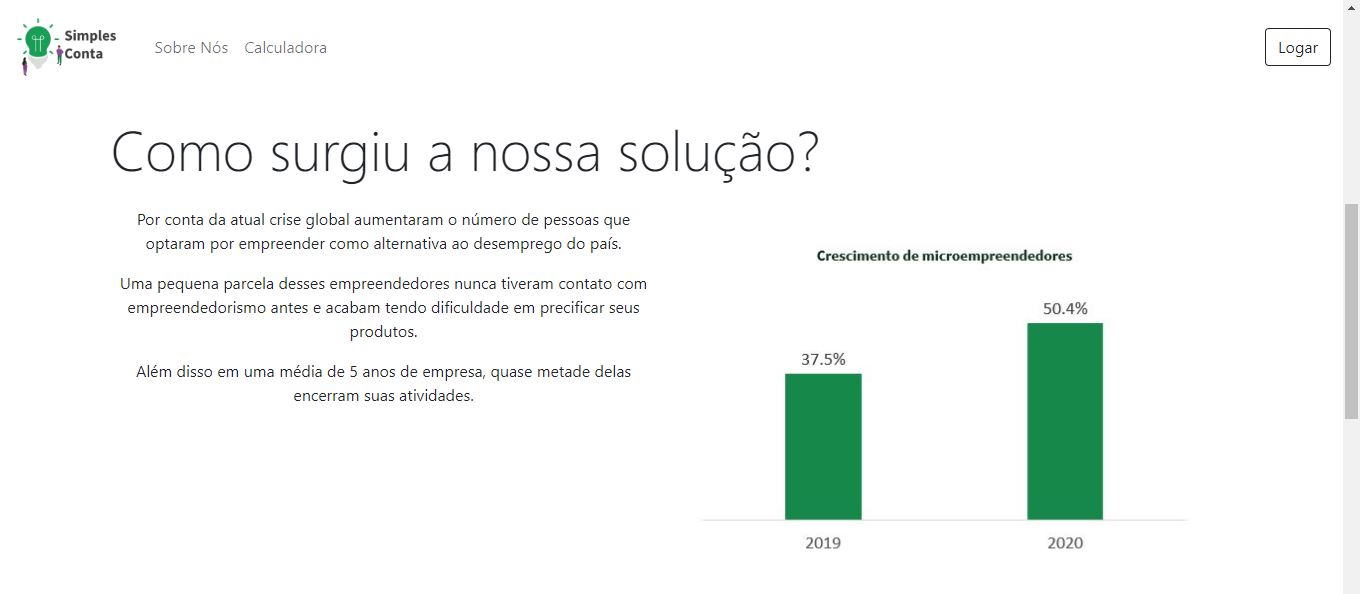 Simples
Conta
Sobre Nós
Calculadora
Logar
Como surgiu a nossa solução?
Por conta da atual crise global aumentaram o número de pessoas que
optaram por empreender como alternativa ao desemprego do país.
Uma pequena parcela desses empreendedores nunca tiveram contato com
empreendedorismo antes e acabam tendo dificuldade em precificar seus
produtos.
Além disso em uma média de 5 anos de empresa, quase metade delas
encerram suas atividades.
Crescimento de microempreendedores
50.4%
37.5%
2019
2020